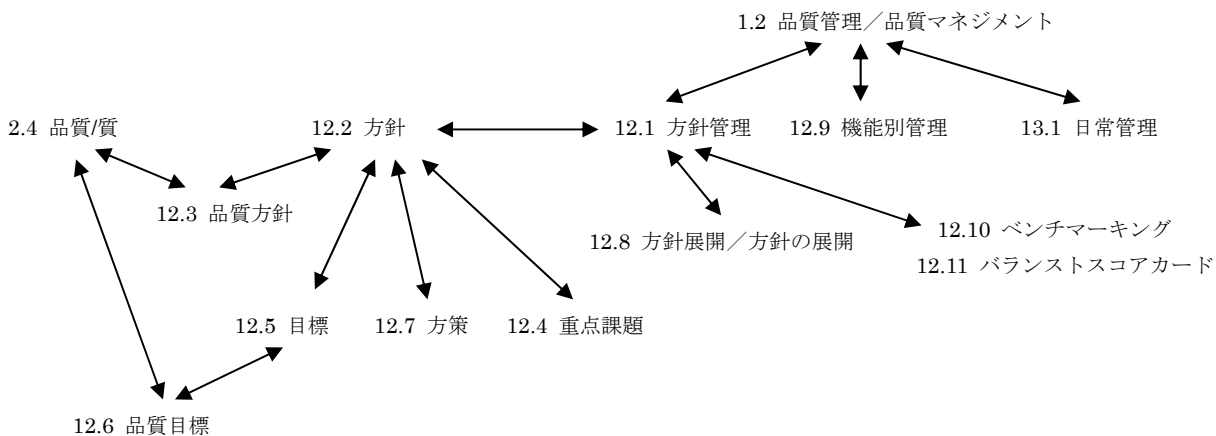 1.2 品質管理／品質マネジメント
2.4 品質/質
12.2 方針
12.1 方針管理
12.9 機能別管理
13.1 日常管理
12.3 品質方針
12.8 方針展開／方針の展開
12.10 ベンチマーキング
12.11 バランストスコアカード
12.5 目標
12.7 方策
12.4 重点課題
12.6 品質目標